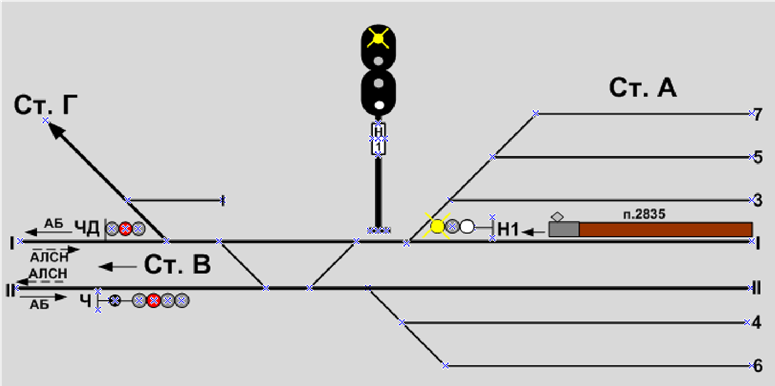 Ст. А
Ст. Г
Н
1
7
5
3
п.2835
АБ
ЧД
Н1
I
I
АЛСН
Ст. В
АЛСН
II
II
АБ
Ч
4
6